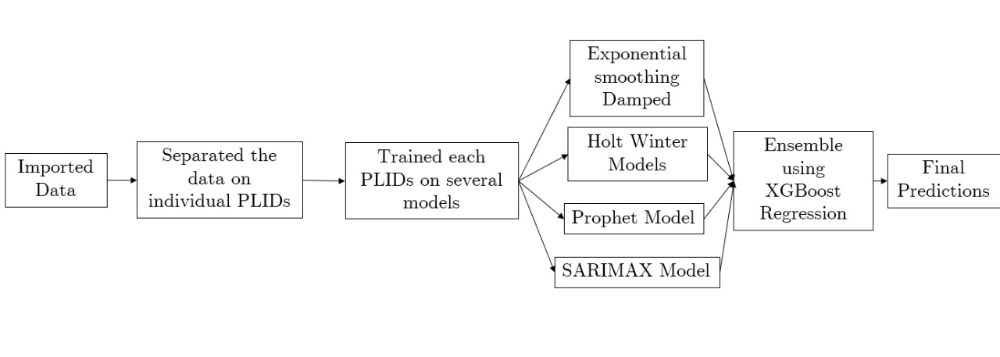 Imported
Data
Separated the
data on
individual PLIDs
Trained each
PLIDs on several
models
Exponential
smoothing
Damped
Holt Winter
Models
Prophet Model
SARIMAX Model
Ensemble
using
XGBoost
Regression
Final
Predictions